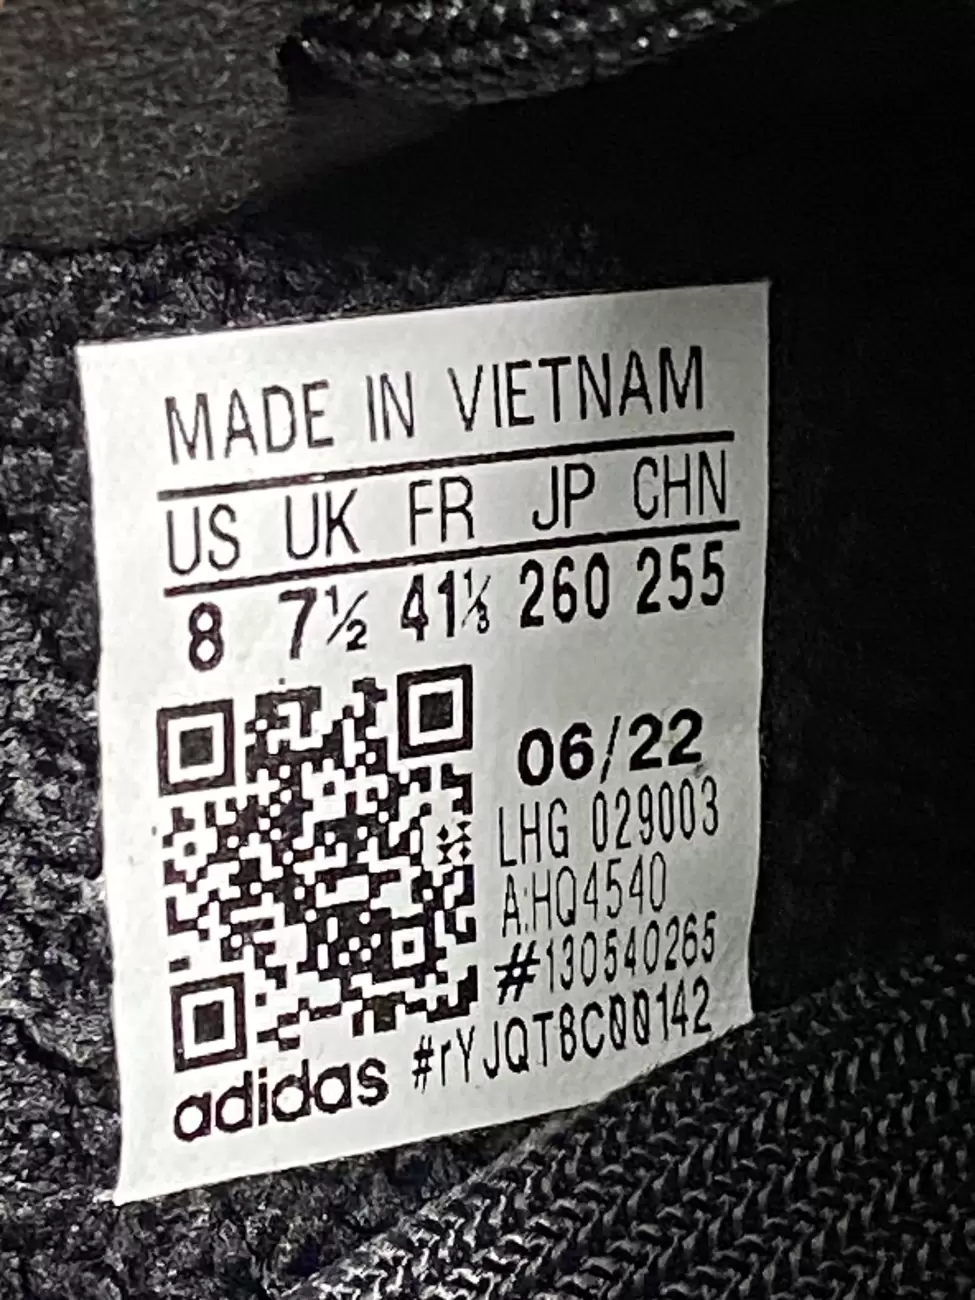 MADE IN VIETNAM
US UK FR JP CHN
8 7½ 41⅓ 260 255
06/22
LHG 029003
A:HQ4540
#130540265
#rYJQT8C00142
adidas